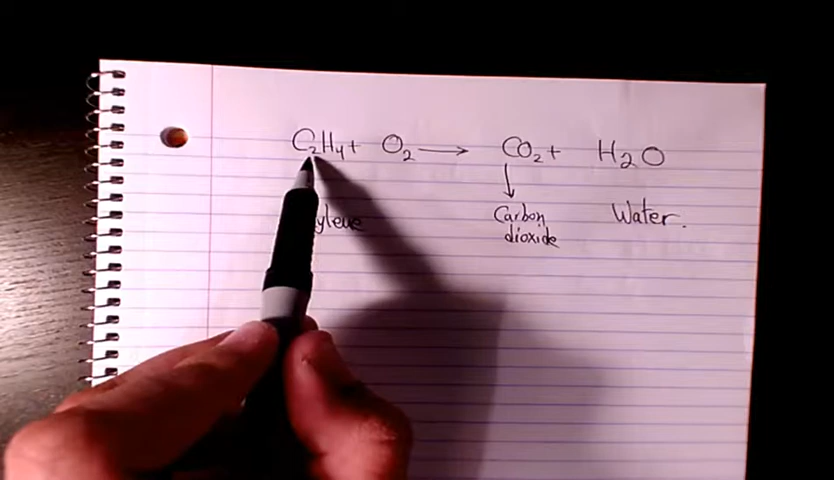 C₂H₄ + O₂ → CO₂ + H₂O
Carbon Water.
dioxide